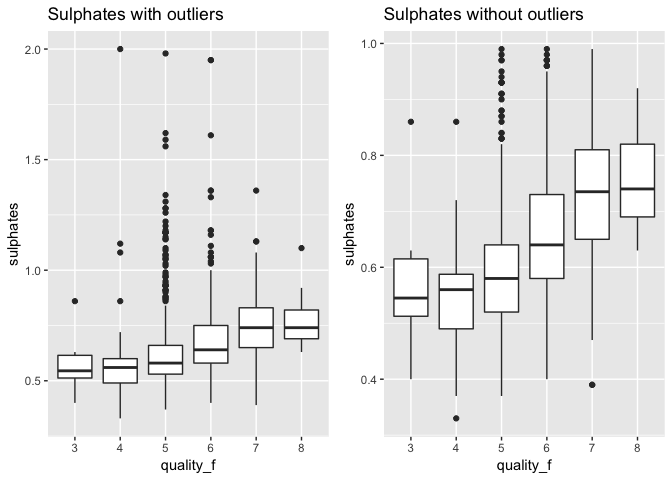 Sulphates with outliers
sulphates
2.0
1.5
1.0
0.5
3 4 5 6 7 8
quality_f
Sulphates without outliers
sulphates
1.0
0.8
0.6
0.4
3 4 5 6 7 8
quality_f